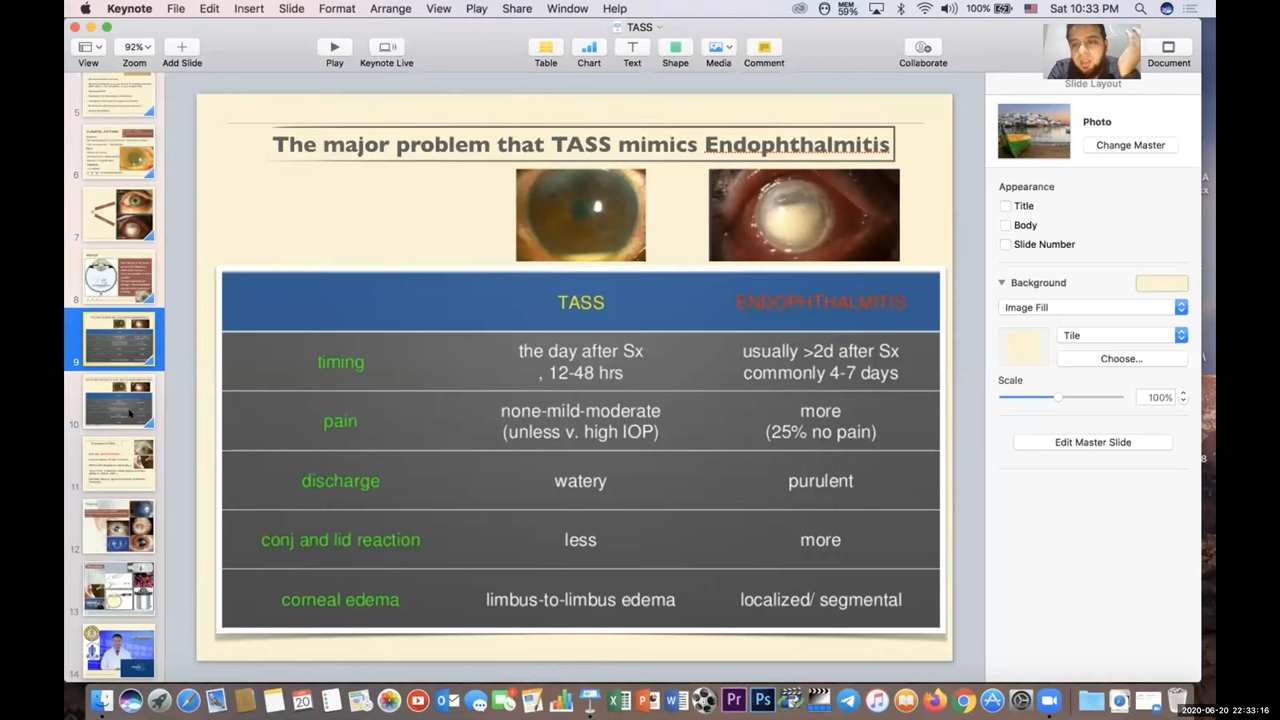 Keynote File Edit Insert Slide Format Arrange View Play Share Window Help MEM 59% 100% Sat 10:33 PM
TASS
92%
View Zoom Add Slide Play Keynote Live Table Chart Text Shape Media Comment Collaborate Document
Slide Layout
Photo
Change Master
Appearance
Title
Body
Slide Number
Background
Image Fill
Tile
Choose...
Scale
100%
Edit Master Slide
5
6
7
8
9
10
11
12
13
14
The major problem that TASS mimics Endophthalmitis
TASS ENDOPHTHALMITIS
timing the day after Sx usually 2d after Sx
12-48 hrs commonly 4-7 days
pain none-mild-moderate more
(unless v. high IOP) (25% no pain)
discharge watery purulent
conj and lid reaction less more
corneal edema limbus-to-limbus edema localized/ segmental
JUN
20
2020-06-20 22:33:16